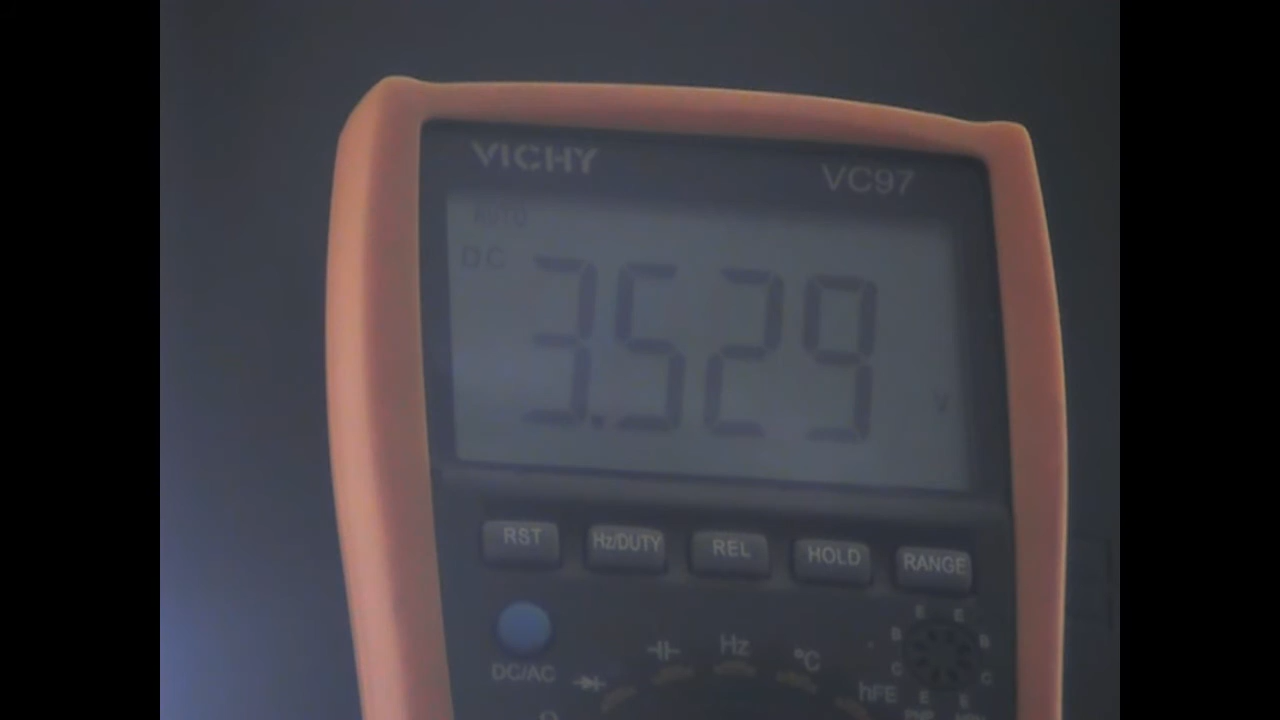 VICHY VC97
AUTO
DC 3.529 V
RST Hz/DUTY REL HOLD RANGE
DC/AC Hz °C hFE
E E
B B
C C
E E